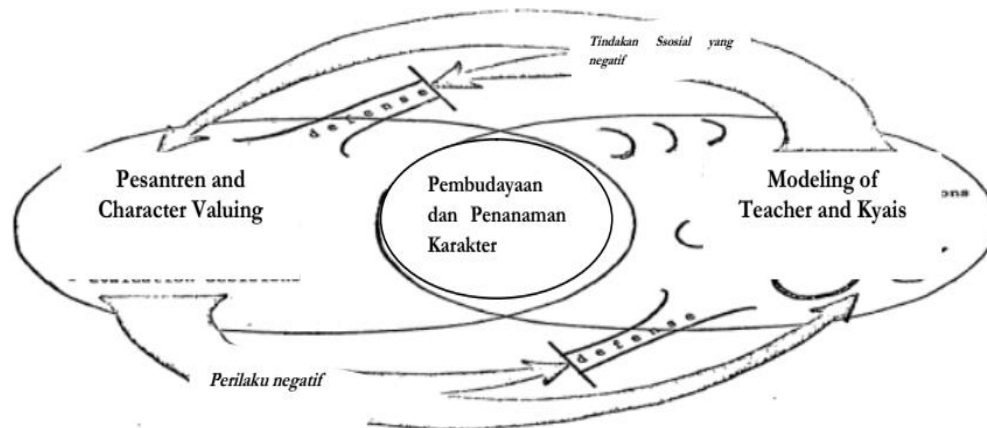 Tindakan Ssosial yang
negatif
defense
Pesantren and
Character Valuing
Pembudayaan
dan Penanaman
Karakter
Modeling of
Teacher and Kyais
defense
Perilaku negatif